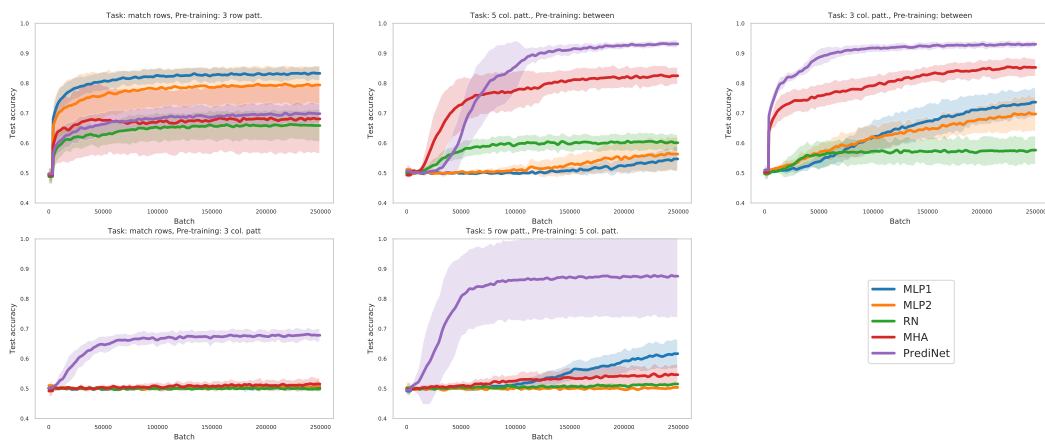 Task: match rows, Pre-training: 3 row patt.
Test accuracy
1.0
0.9
0.8
0.7
0.6
0.5
0.4
0 50000 100000 150000 200000 250000
Batch
Task: 5 col. patt., Pre-training: between
Test accuracy
1.0
0.9
0.8
0.7
0.6
0.5
0.4
0 50000 100000 150000 200000 250000
Batch
Task: 3 col. patt., Pre-training: between
Test accuracy
1.0
0.9
0.8
0.7
0.6
0.5
0.4
0 50000 100000 150000 200000 250000
Batch
Task: match rows, Pre-training: 3 col. patt
Test accuracy
1.0
0.9
0.8
0.7
0.6
0.5
0.4
0 50000 100000 150000 200000 250000
Batch
Task: 5 row patt., Pre-training: 5 col. patt.
Test accuracy
1.0
0.9
0.8
0.7
0.6
0.5
0.4
0 50000 100000 150000 200000 250000
Batch
MLP1
MLP2
RN
MHA
PrediNet